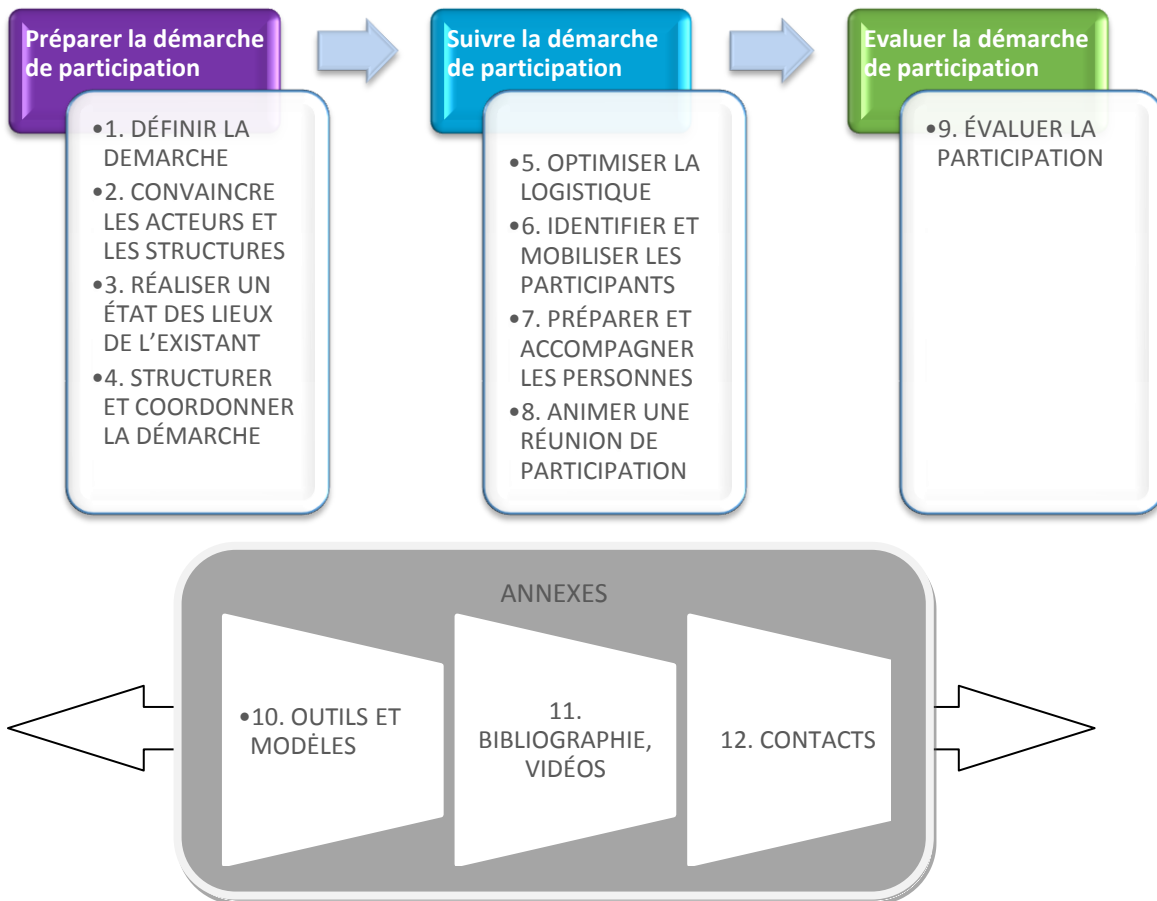 Préparer la démarche
de participation
•1. DÉFINIR LA
DEMARCHE
•2. CONVAINCRE
LES ACTEURS ET
LES STRUCTURES
•3. RÉALISER UN
ÉTAT DES LIEUX
DE L’EXISTANT
•4. STRUCTURER
ET COORDONNER
LA DÉMARCHE
Suivre la démarche
de participation
•5. OPTIMISER LA
LOGISTIQUE
•6. IDENTIFIER ET
MOBILISER LES
PARTICIPANTS
•7. PRÉPARER ET
ACCOMPAGNER
LES PERSONNES
•8. ANIMER UNE
RÉUNION DE
PARTICIPATION
Evaluer la démarche
de participation
•9. ÉVALUER LA
PARTICIPATION
ANNEXES
•10. OUTILS ET
MODÈLES
11.
BIBLIOGRAPHIE,
VIDÉOS
12. CONTACTS